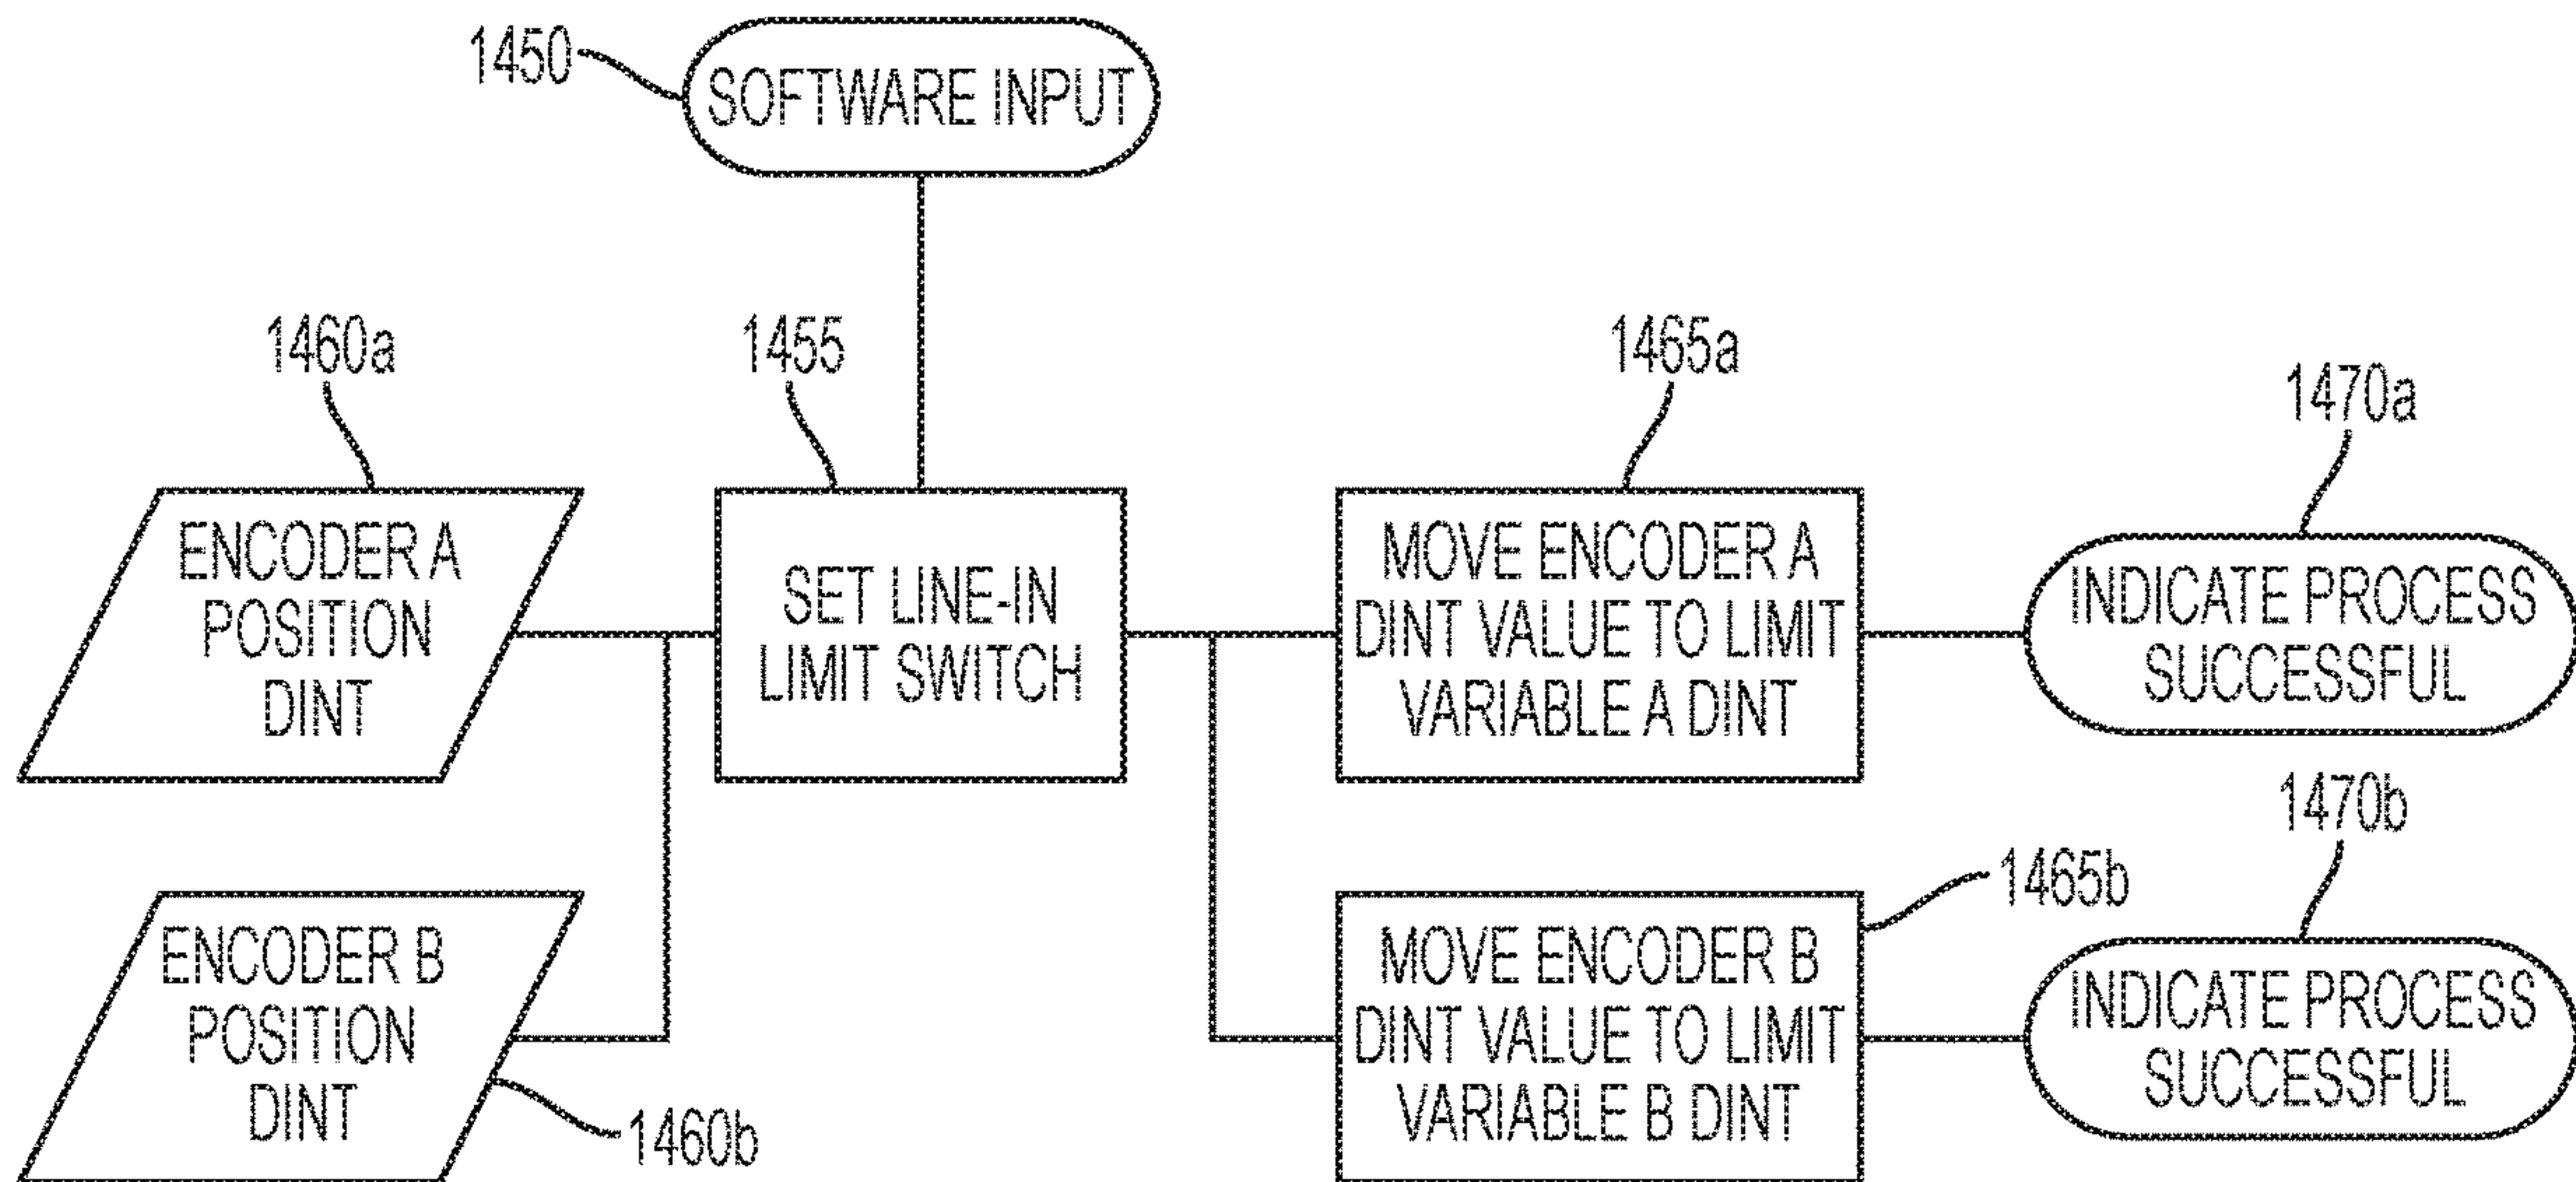 1450
SOFTWARE INPUT
1460a
1455
1465a
1470a
ENCODER A
POSITION
DINT
SET LINE-IN
LIMIT SWITCH
MOVE ENCODER A
DINT VALUE TO LIMIT
VARIABLE A DINT
INDICATE PROCESS
SUCCESSFUL
1470b
1465b
ENCODER B
POSITION
DINT
1460b
MOVE ENCODER B
DINT VALUE TO LIMIT
VARIABLE B DINT
INDICATE PROCESS
SUCCESSFUL